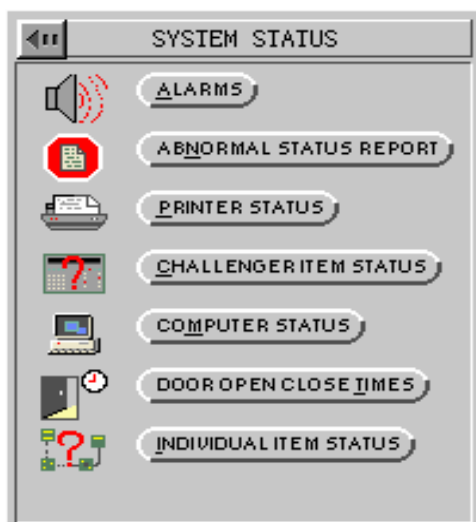 SYSTEM STATUS
ALARMS
ABNORMAL STATUS REPORT
PRINTER STATUS
CHALLENGER ITEM STATUS
COMPUTER STATUS
DOOR OPEN CLOSE TIMES
INDIVIDUAL ITEM STATUS